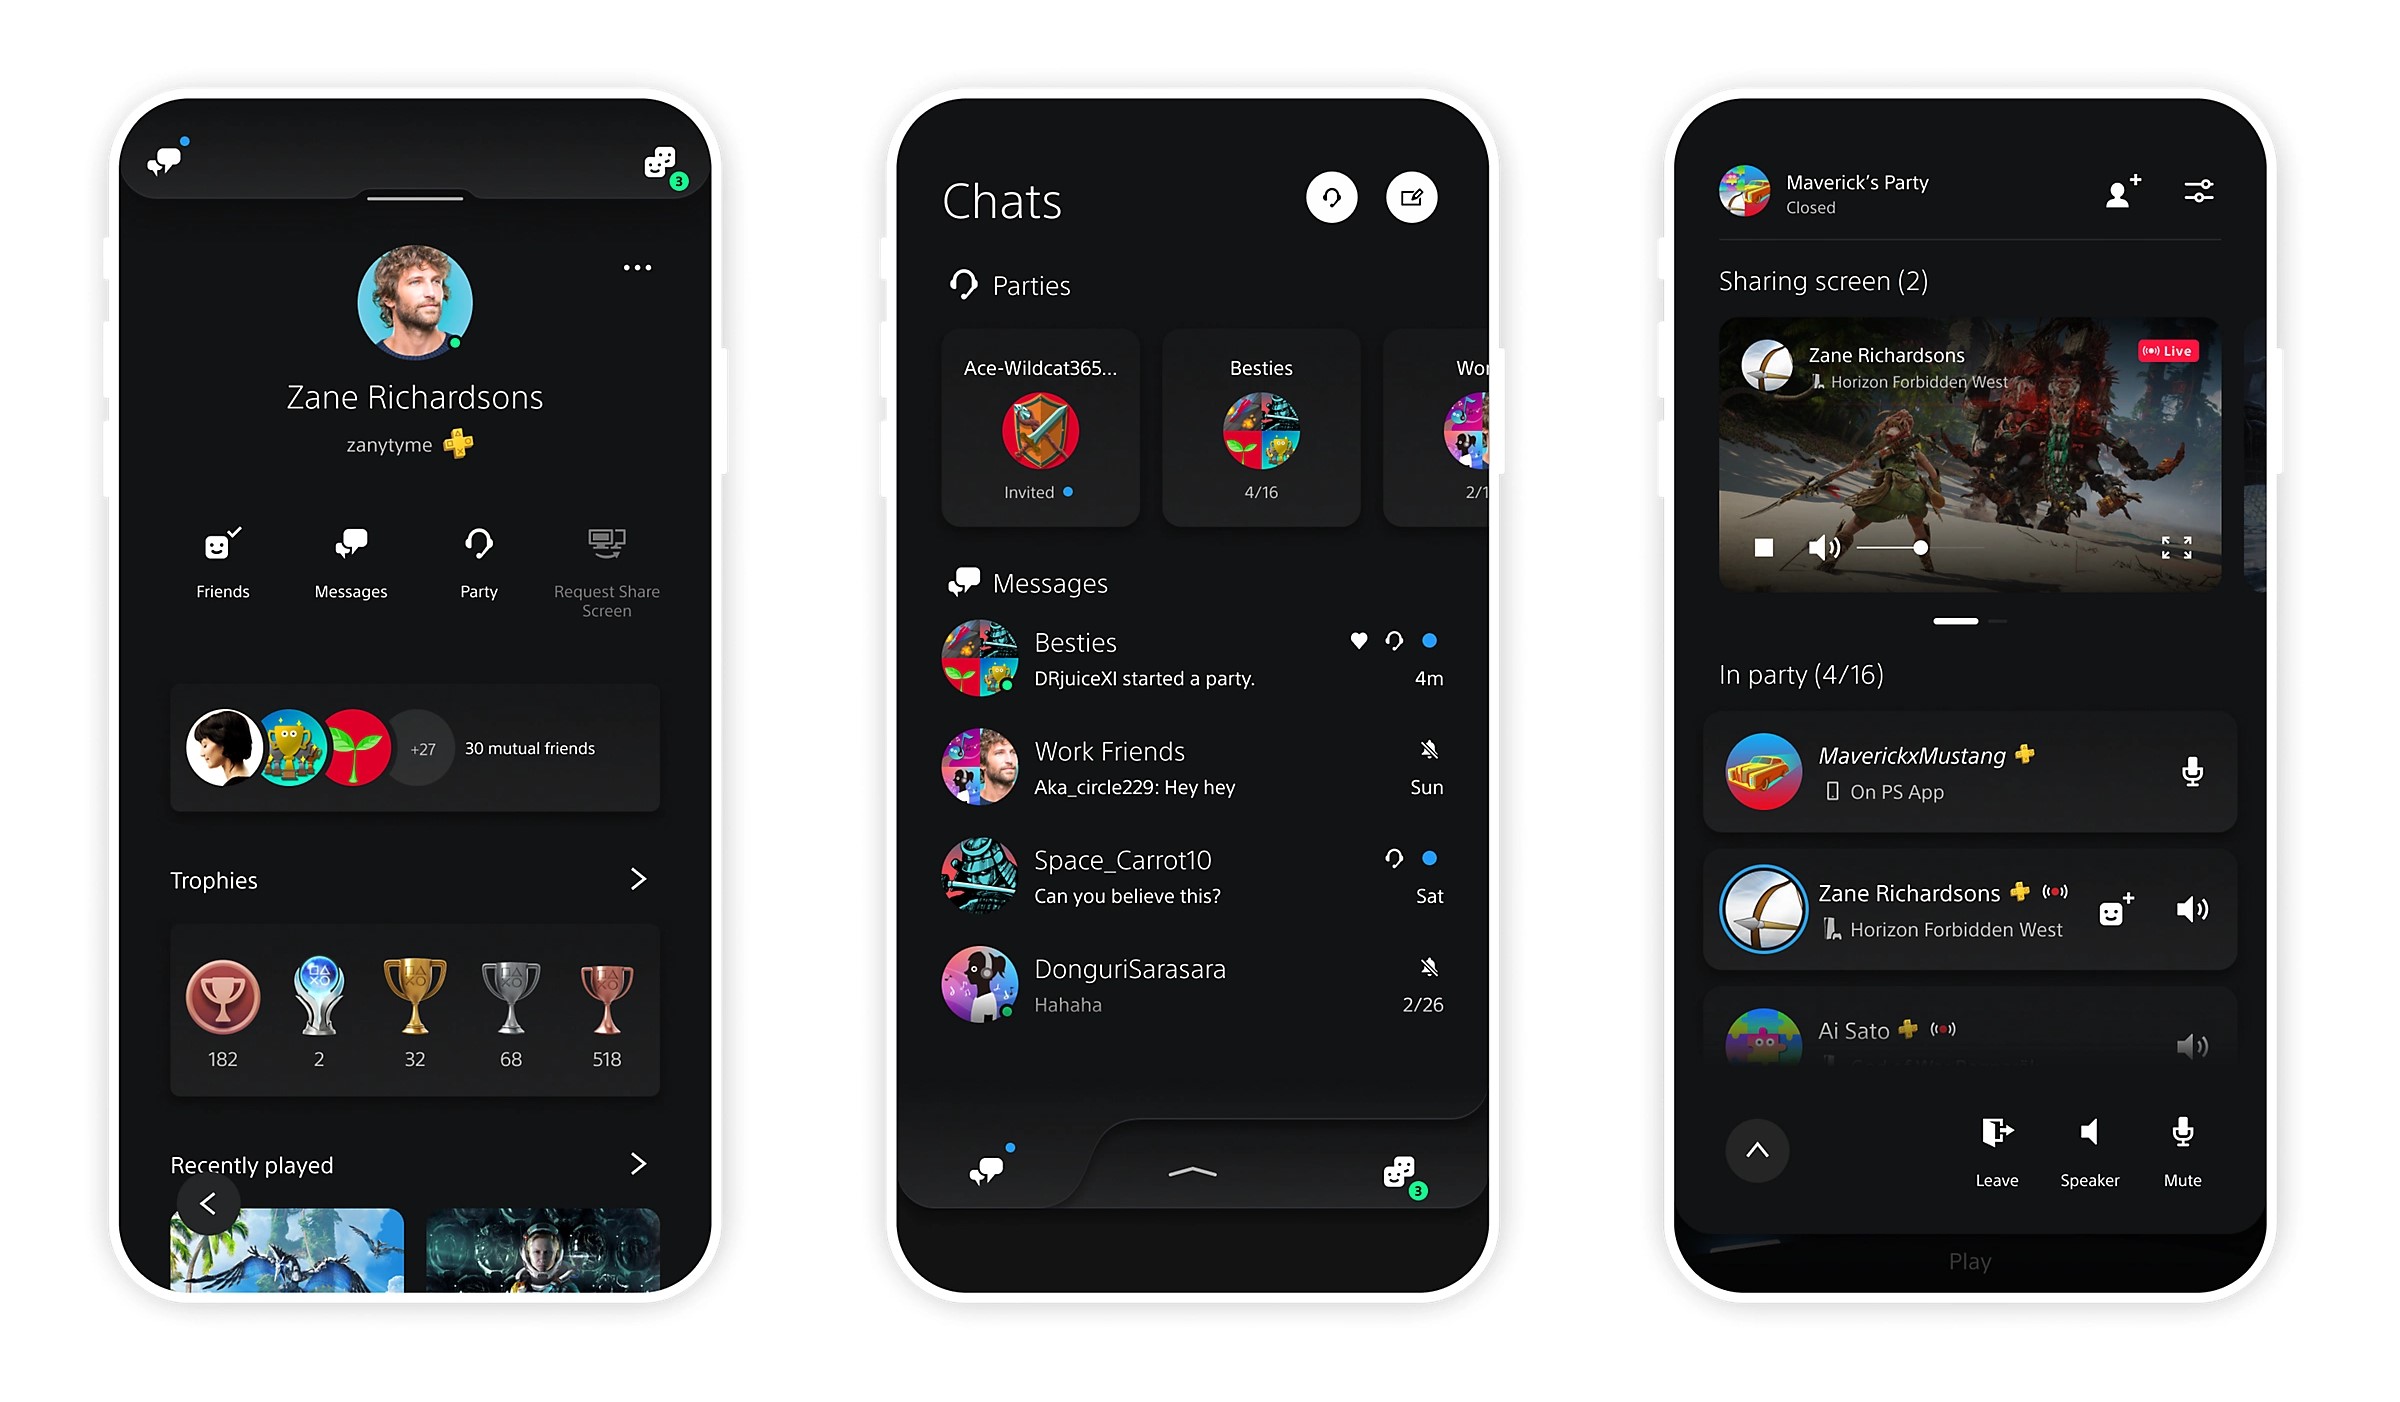 3
Zane Richardsons
zanytyme
Friends
Messages
Party
Request Share
Screen
+27
30 mutual friends
Trophies
182
2
32
68
518
Recently played
Chats
Parties
Ace-Wildcat365...
Invited
Besties
4/16
Wor
2/1
Messages
Besties
DRjuiceXI started a party.
4m
Work Friends
Aka_circle229: Hey hey
Sun
Space_Carrot10
Can you believe this?
Sat
DonguriSarasara
Hahaha
2/26
3
Maverick's Party
Closed
Sharing screen (2)
Zane Richardsons
Horizon Forbidden West
Live
In party (4/16)
MaverickxMustang
On PS App
Zane Richardsons
Horizon Forbidden West
Ai Sato
Leave
Speaker
Mute
Play